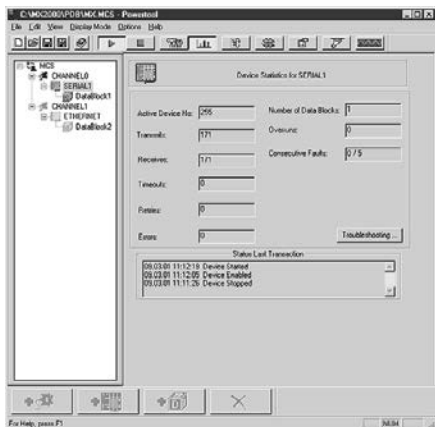 C:\MX2000\PDB\MX.MCS - Powertool
File Edit View Display Mode Options Help
MCS
CHANNEL0
SERIAL1
DataBlock1
CHANNEL1
ETHERNET
DataBlock2
Device Statistics for SERIAL1
Active Device No: 255
Number of Data Blocks: 1
Transmits: 171
Overruns: 0
Receives: 171
Consecutive Faults: 0 / 5
Timeouts: 0
Retries: 0
Errors: 0
Troubleshooting ...
Status Last Transaction
09.03.01 11:12:19 Device Started
09.03.01 11:12:05 Device Enabled
09.03.01 11:11:26 Device Stopped
For Help, press F1
NUM